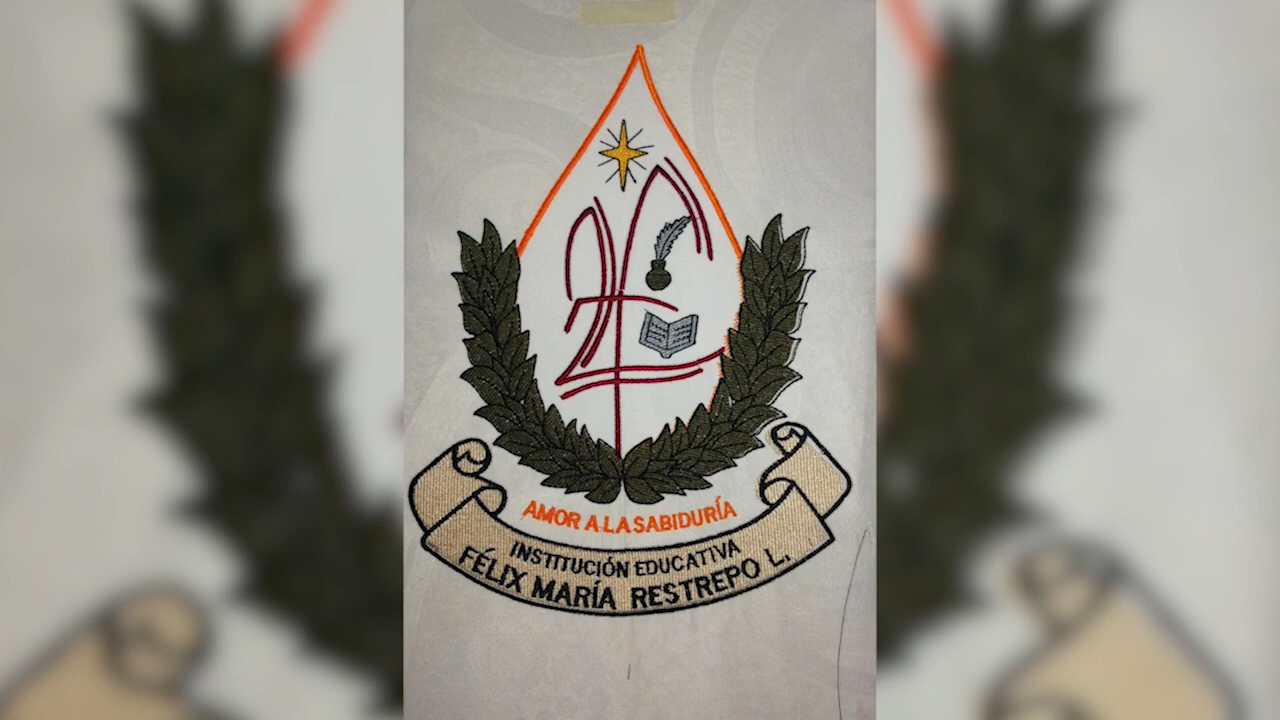 AMOR A LA SABIDURÍA
INSTITUCIÓN EDUCATIVA
FÉLIX MARÍA RESTREPO L.